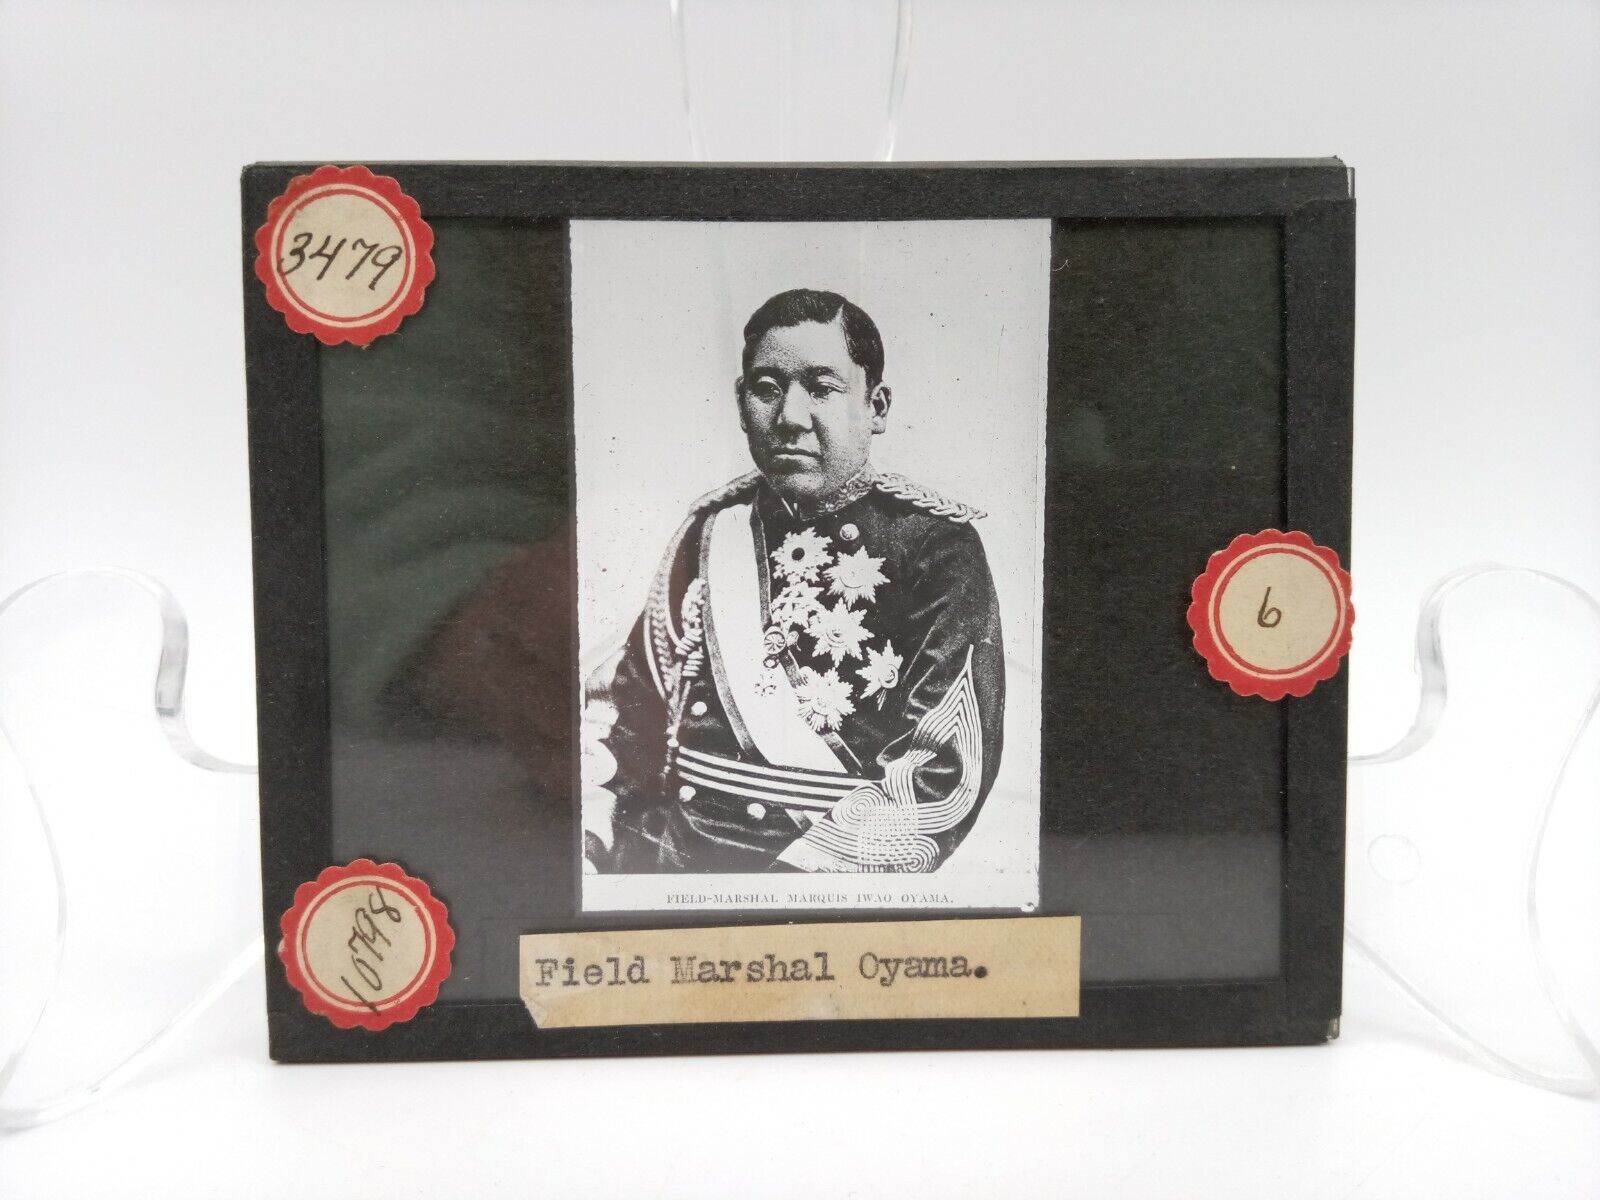 3479
6
FIELD-MARSHAL MARQUIS IWAO OYAMA.
Field Marshal Oyama.
10798